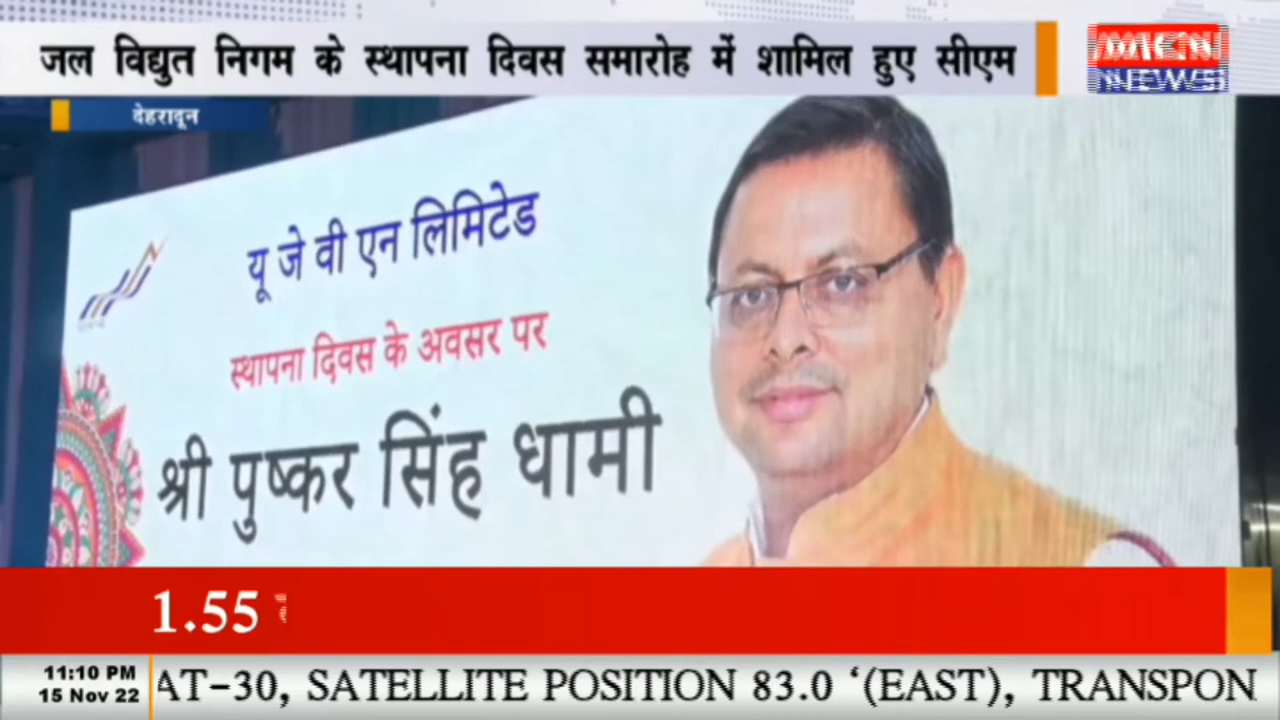 जल विद्युत निगम के स्थापना दिवस समारोह में शामिल हुए सीएम
NEWS
देहरादून
यू जे वी एन लिमिटेड
स्थापना दिवस के अवसर पर
श्री पुष्कर सिंह धामी
1.55
11:10 PM
15 Nov 22
AT-30, SATELLITE POSITION 83.0 ‘(EAST), TRANSPON